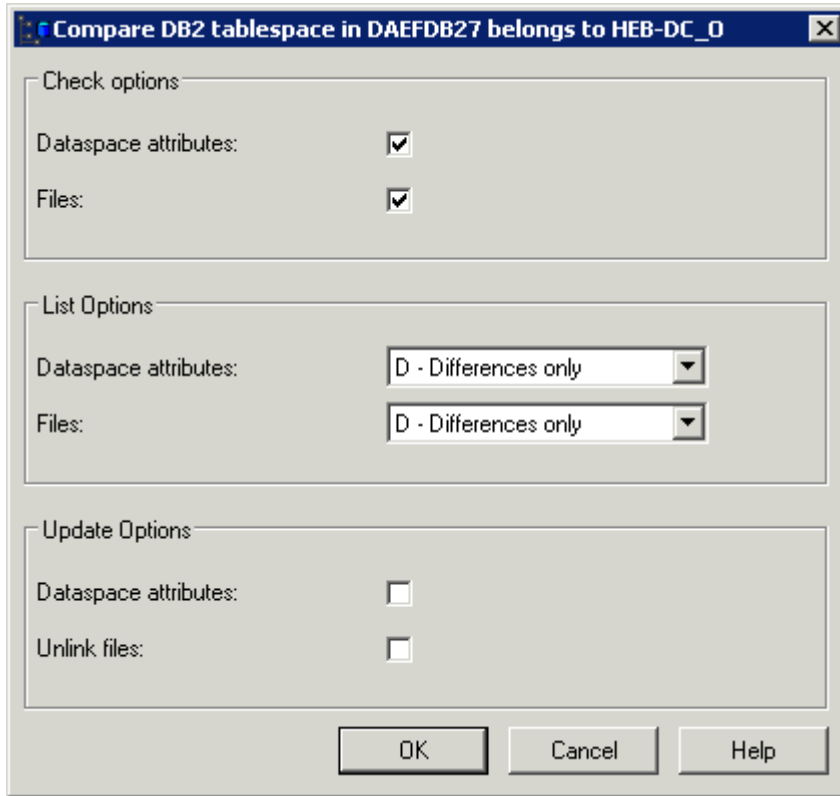 Compare DB2 tablespace in DAEFDB27 belongs to HEB-DC_O
Check options
Dataspace attributes:
Files:
List Options
Dataspace attributes: D - Differences only
Files: D - Differences only
Update Options
Dataspace attributes:
Unlink files:
OK Cancel Help